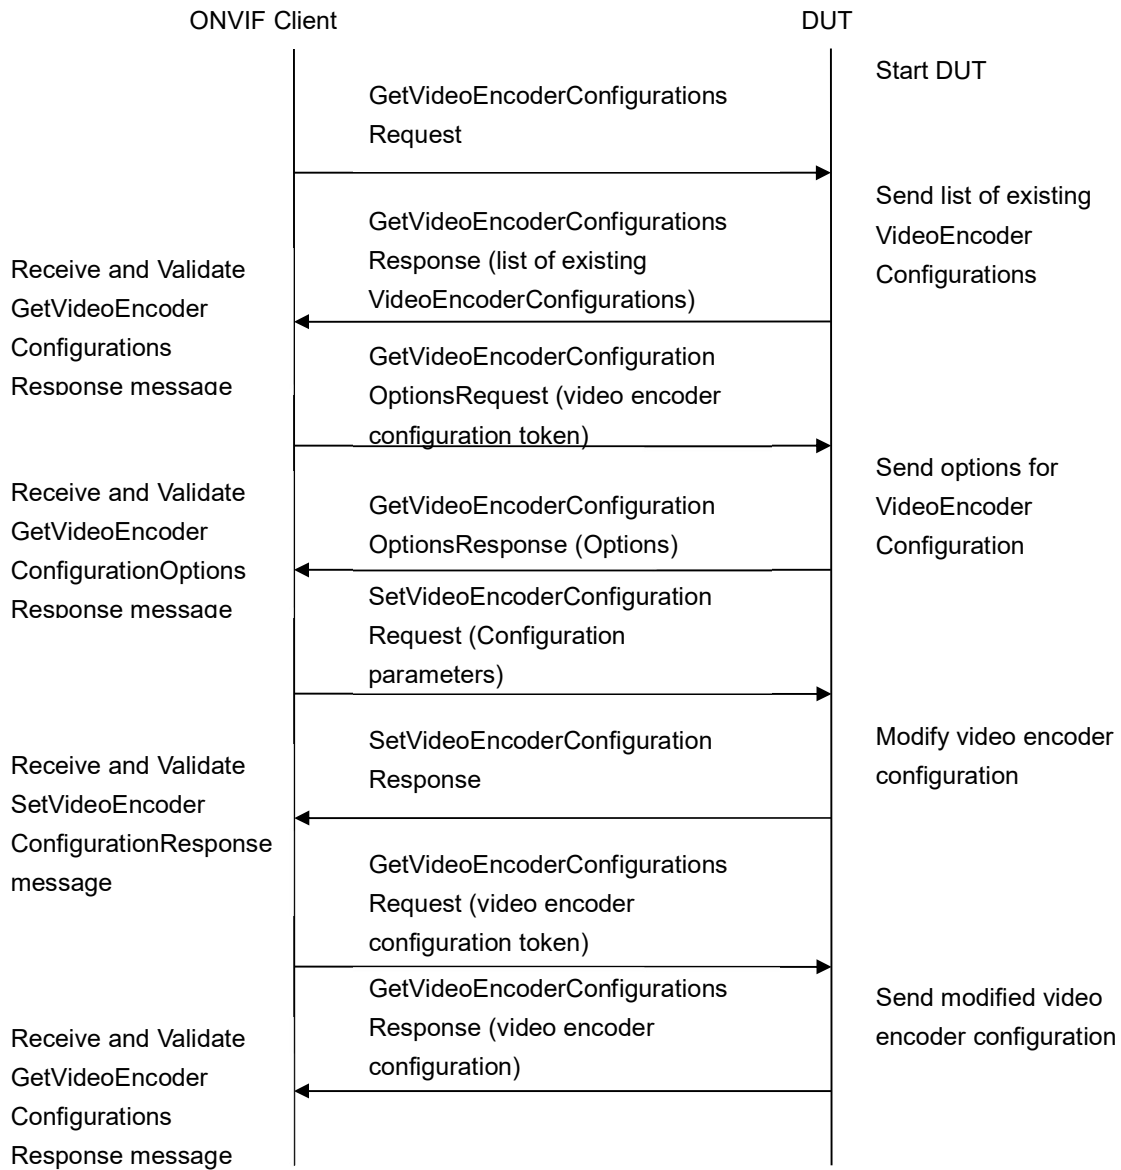 ONVIF Client
DUT
Start DUT
GetVideoEncoderConfigurations
Request
Send list of existing
VideoEncoder
Configurations
GetVideoEncoderConfigurations
Response (list of existing
VideoEncoderConfigurations)
Receive and Validate
GetVideoEncoder
Configurations
Response message
GetVideoEncoderConfiguration
OptionsRequest (video encoder
configuration token)
Send options for
VideoEncoder
Configuration
Receive and Validate
GetVideoEncoder
ConfigurationOptions
Response message
GetVideoEncoderConfiguration
OptionsResponse (Options)
SetVideoEncoderConfiguration
Request (Configuration
parameters)
Modify video encoder
configuration
SetVideoEncoderConfiguration
Response
Receive and Validate
SetVideoEncoder
ConfigurationResponse
message
GetVideoEncoderConfigurations
Request (video encoder
configuration token)
GetVideoEncoderConfigurations
Response (video encoder
configuration)
Send modified video
encoder configuration
Receive and Validate
GetVideoEncoder
Configurations
Response message